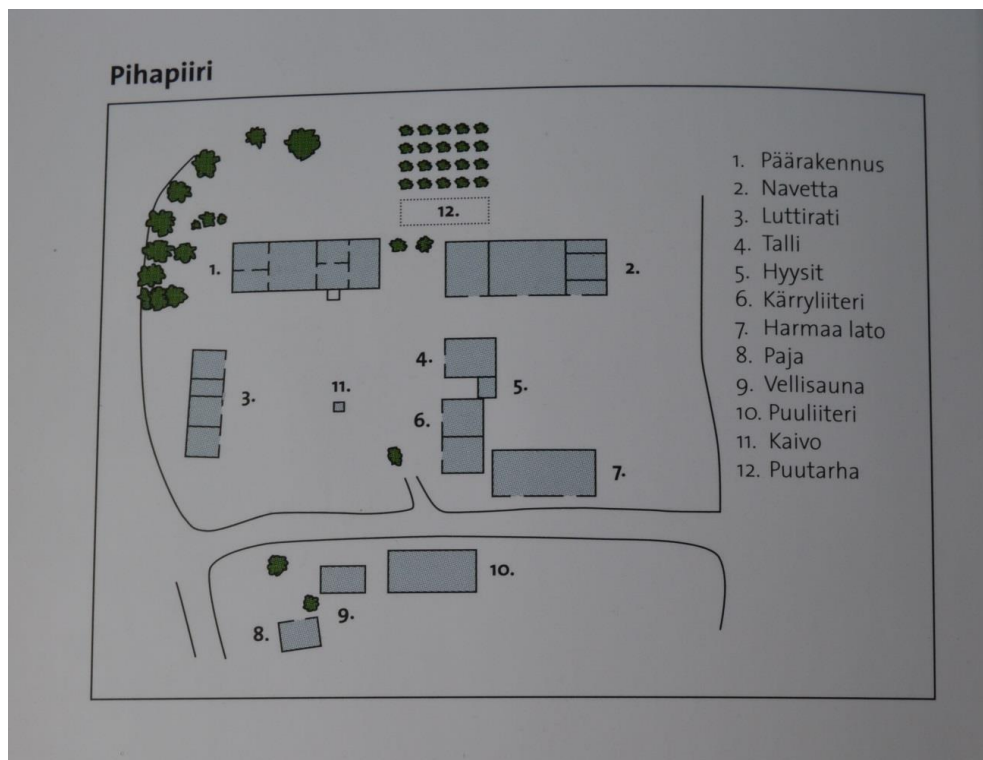 Pihapiiri
1. Päärakennus
2. Navetta
3. Luttirati
4. Talli
5. Hyysit
6. Kärryliiteri
7. Harmaa lato
8. Paja
9. Vellisauna
10. Puuliiteri
11. Kaivo
12. Puutarha
12.
1.
2.
4.
11.
5.
3.
6.
7.
10.
9.
8.